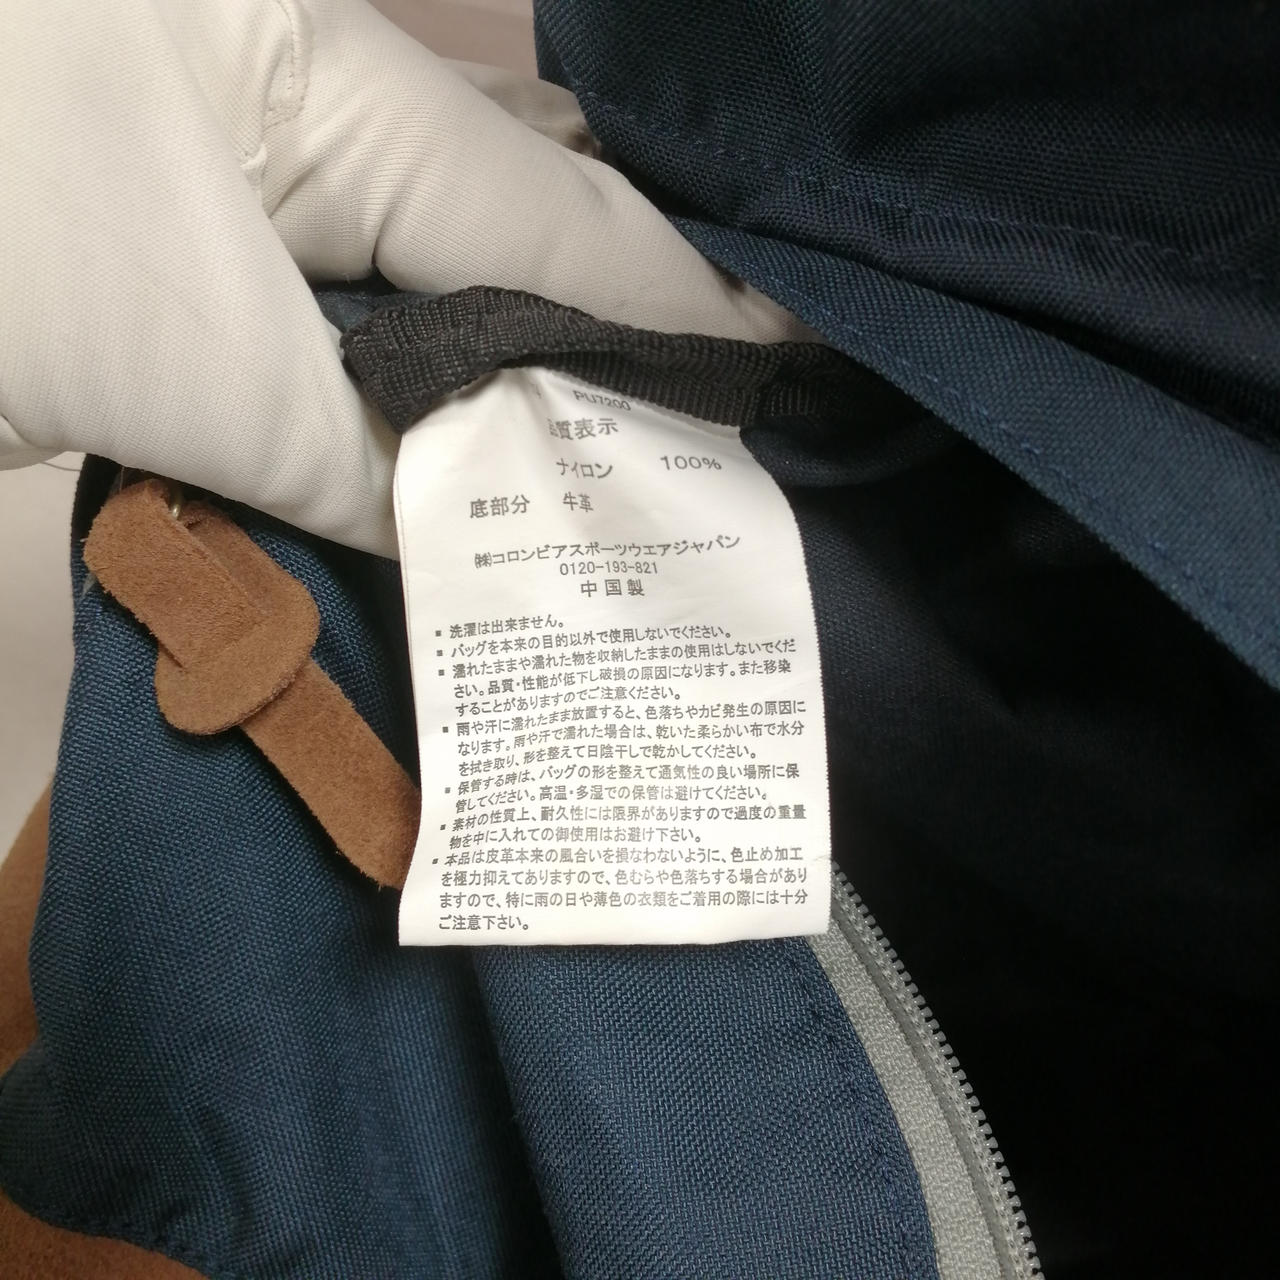 PU7200
品質表示
ナイロン 100%
底部分 牛革
㈱コロンビアスポーツウエアジャパン
0120-193-821
中国製
▪ 洗濯は出来ません。
▪ バッグを本来の目的以外で使用しないでください。
▪ 濡れたままや濡れた物を収納したままの使用はしないでくだ
さい。品質・性能が低下し破損の原因になります。また移染
することがありますのでご注意ください。
▪ 雨や汗に濡れたまま放置すると、色落ちやカビ発生の原因に
なります。雨や汗で濡れた場合は、乾いた柔らかい布で水分
を拭き取り、形を整えて日陰干しで乾かしてください。
▪ 保管する時は、バッグの形を整えて通気性の良い場所に保
管してください。高温・多湿での保管は避けてください。
▪ 素材の性質上、耐久性には限界がありますので過度の重量
物を中に入れての御使用はお避け下さい。
▪ 本品は皮革本来の風合いを損なわないように、色止め加工
を極力抑えてありますので、色むらや色落ちする場合があり
ますので、特に雨の日や薄色の衣類をご着用の際には十分
ご注意下さい。